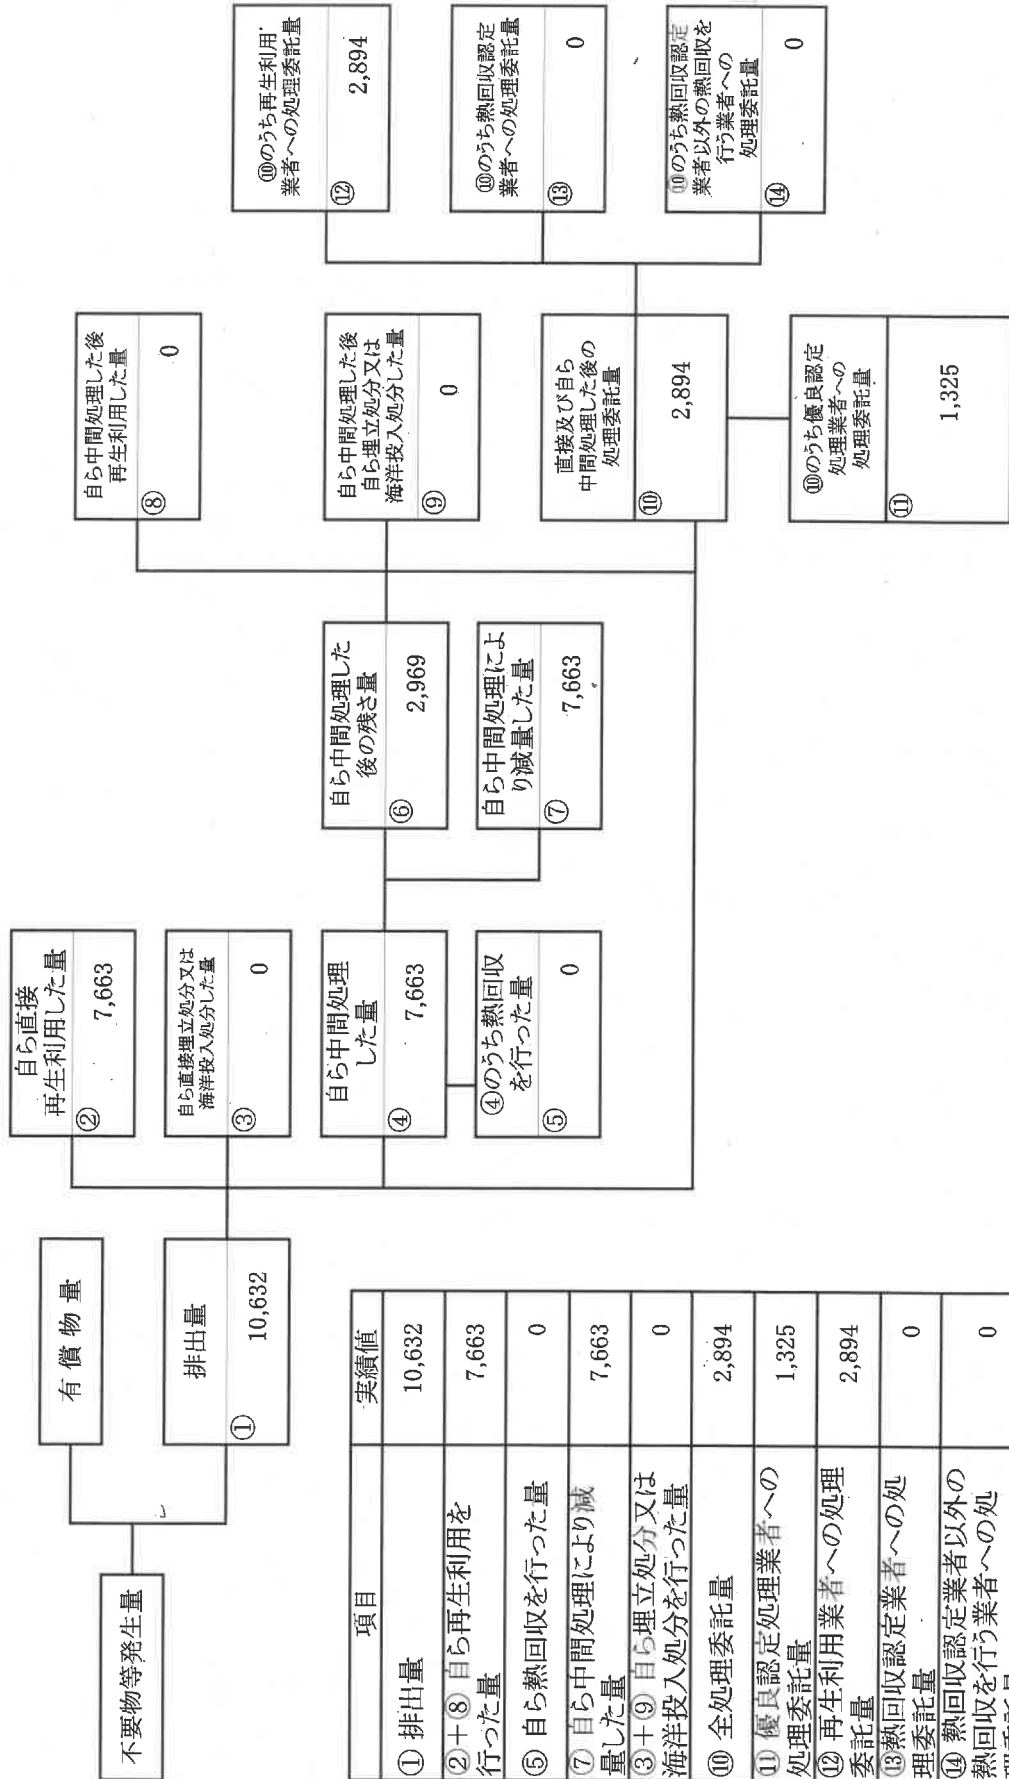 不要物等発生量
有償物量
排出量
①
10,632
自ら直接
再生利用した量
②
7,663
自ら直接埋立処分又は
海洋投入処分した量
③
0
自ら中間処理
した量
④
7,663
④のうち熱回収
を行った量
⑤
0
自ら中間処理した
後の残さ量
⑥
2,969
自ら中間処理によ
り減量した量
⑦
7,663
自ら中間処理した後
再生利用した量
⑧
0
自ら中間処理した後
自ら埋立処分又は
海洋投入処分した量
⑨
0
直接及び自ら
中間処理した後の
処理委託量
⑩
2,894
⑩のうち優良認定
処理業者への
処理委託量
⑪
1,325
⑩のうち再生利用
業者への処理委託量
⑫
2,894
⑩のうち熱回収認定
業者への処理委託量
⑬
0
⑩のうち熱回収認定
業者以外の熱回収を
行う業者への
処理委託量
⑭
0
項目 実績値
①排出量 10,632
②+⑧自ら再生利用を
行った量 7,663
⑤自ら熱回収を行った量 0
⑦自ら中間処理により減
量した量 7,663
③+⑨自ら埋立処分又は
海洋投入処分を行った量 0
⑩全処理委託量 2,894
⑪優良認定処理業者への
処理委託量 1,325
⑫再生利用業者への処理
委託量 2,894
⑬熱回収認定業者への処
理委託量 0
⑭熱回収認定業者以外の
熱回収を行う業者への処 0
理委託量